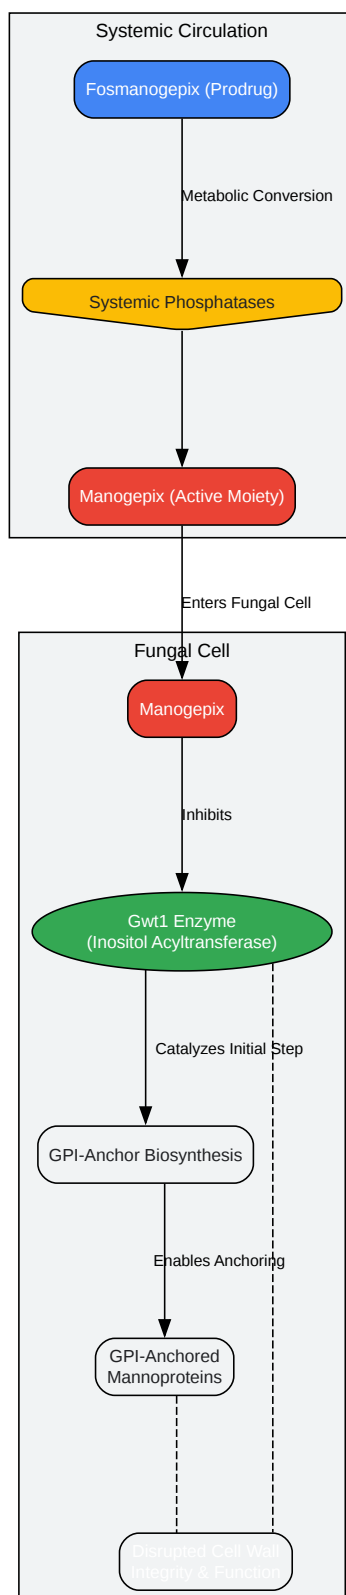 Systemic Circulation
Fosmanogepix (Prodrug)
Metabolic Conversion
Systemic Phosphatases
Manogepix (Active Moiety)
Enters Fungal Cell
Fungal Cell
Manogepix
Inhibits
Gwt1 Enzyme
(Inositol Acyltransferase)
Catalyzes Initial Step
GPI-Anchor Biosynthesis
Enables Anchoring
GPI-Anchored
Mannoproteins
Disrupted Cell Wall
Integrity & Function